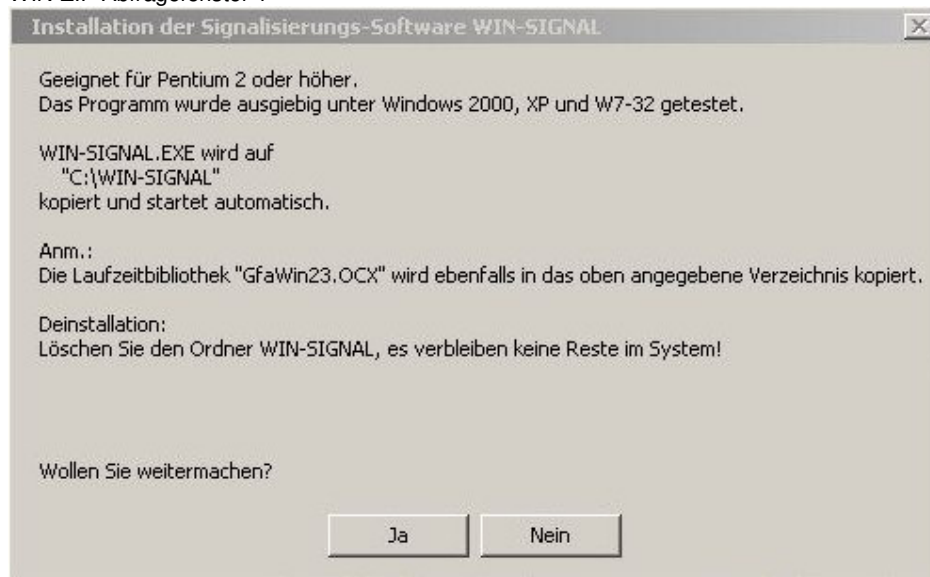 Installation der Signalisierungs-Software WIN-SIGNAL
Geeignet für Pentium 2 oder höher.
Das Programm wurde ausgiebig unter Windows 2000, XP und W7-32 getestet.
WIN-SIGNAL.EXE wird auf
"C:\WIN-SIGNAL"
kopiert und startet automatisch.
Anm.:
Die Laufzeitbibliothek "GfaWin23.OCX" wird ebenfalls in das oben angegebene Verzeichnis kopiert.
Deinstallation:
Löschen Sie den Ordner WIN-SIGNAL, es verbleiben keine Reste im System!
Wollen Sie weitermachen?
Ja Nein